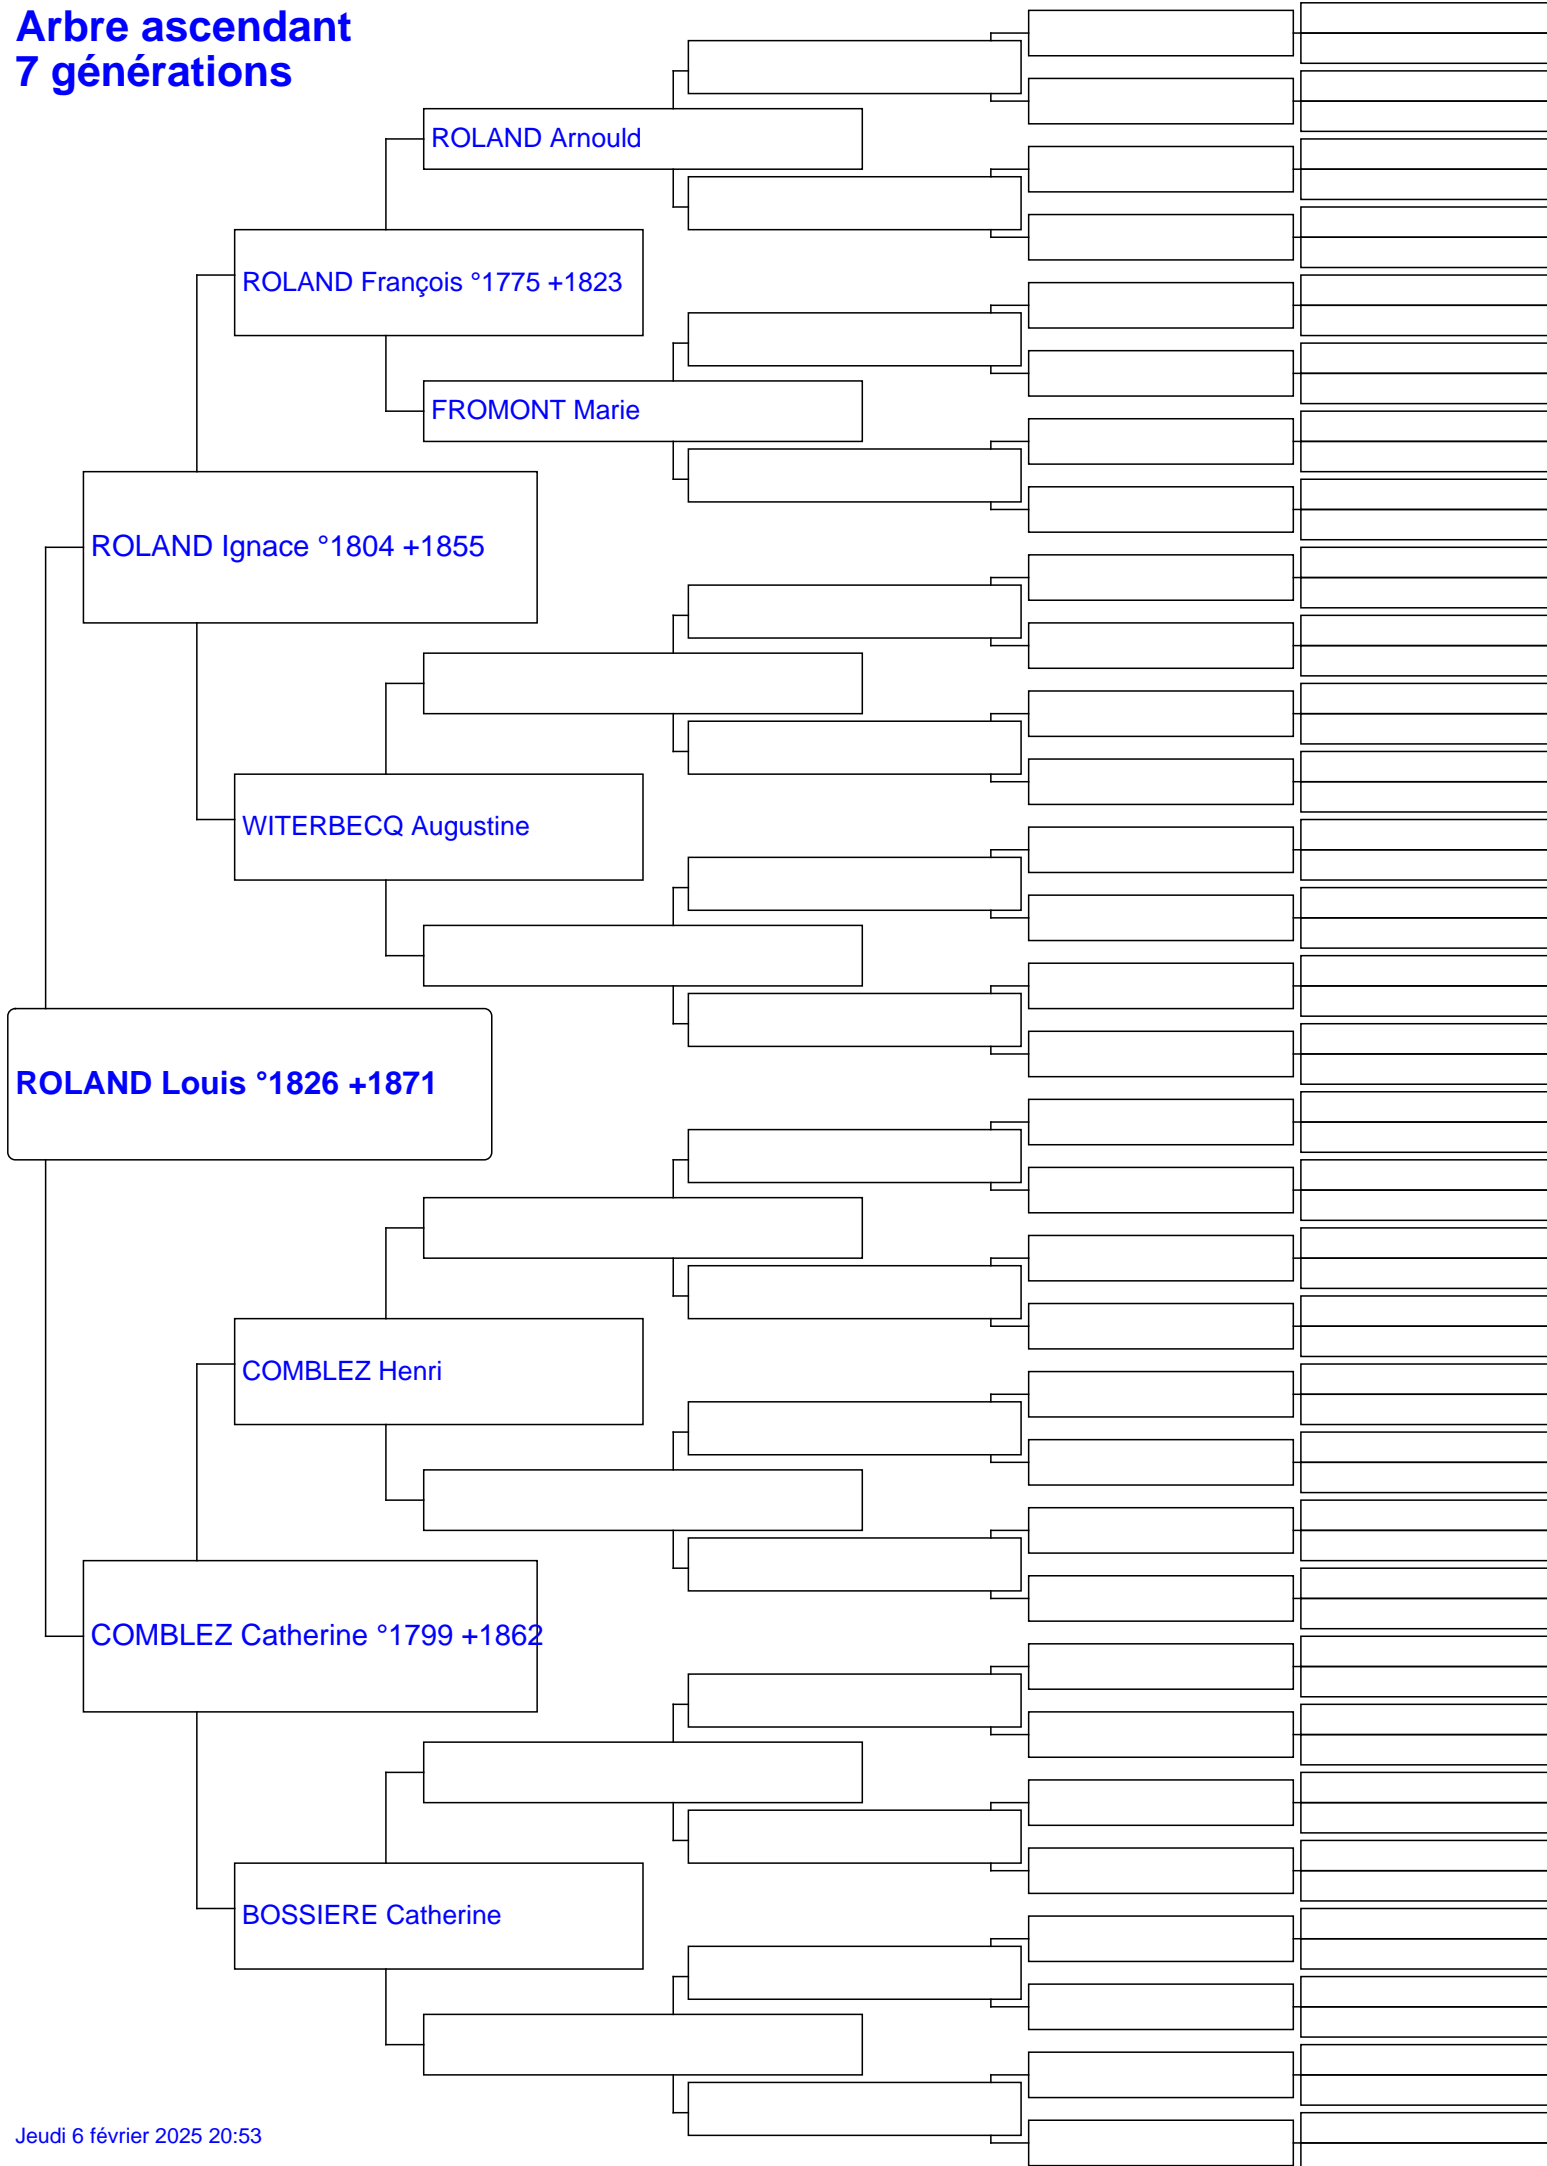 Arbre ascendant
7 générations
ROLAND Arnould
ROLAND François °1775 +1823
FROMONT Marie
ROLAND Ignace °1804 +1855
WITERBECQ Augustine
ROLAND Louis °1826 +1871
COMBLEZ Henri
COMBLEZ Catherine °1799 +1862
BOSSIERE Catherine
Jeudi 6 février 2025 20:53